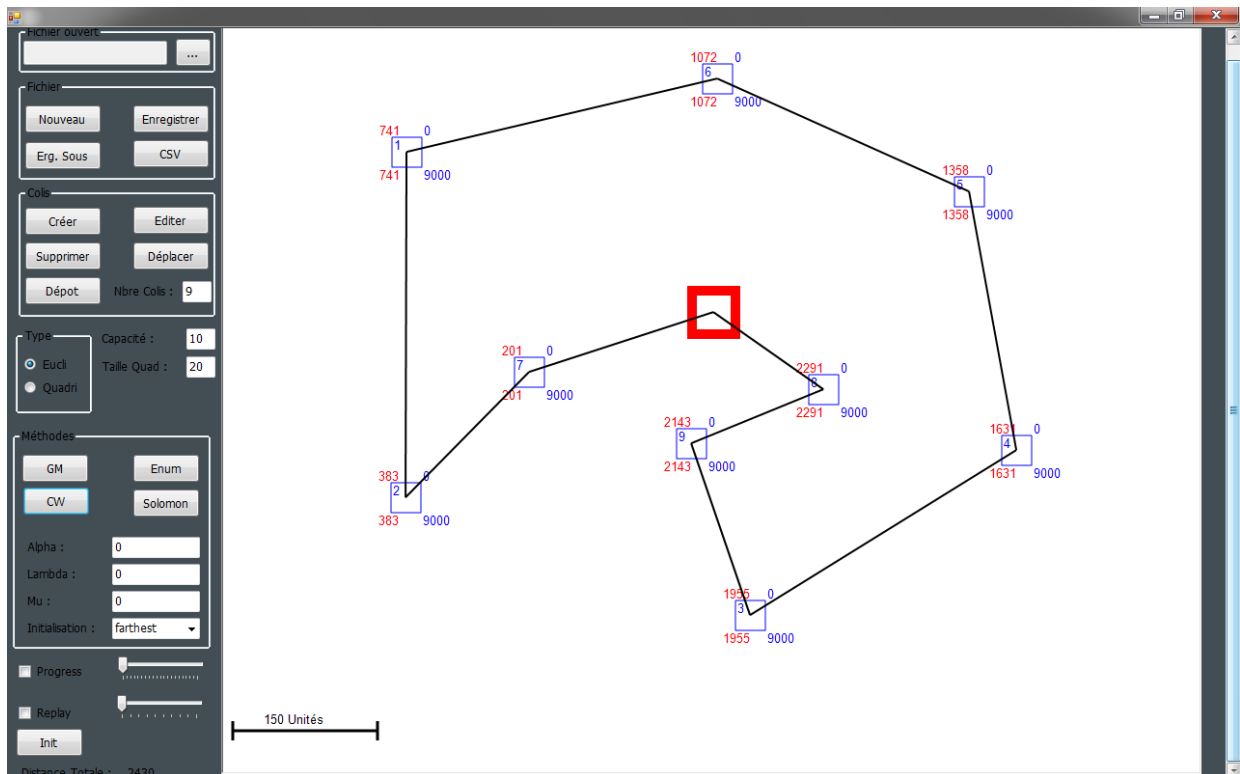 Fichier ouvert
...
Fichier
Nouveau Enregistrer
Erg. Sous CSV
Colis
Créer Editer
Supprimer Déplacer
Dépot Nbre Colis : 9
Type
Eucli
Quadri
Capacité : 10
Taille Quad : 20
Méthodes
GM Enum
CW Solomon
Alpha : 0
Lambda : 0
Mu : 0
Initialisation : farthest
Progress
Replay
Init
Distance Totale : 2430
1072 0
6
1072 9000
741 0
1
741 9000
1358 0
5
1358 9000
201 0
7
201 9000
2291 0
8
2291 9000
2143 0
9
2143 9000
1631 0
4
1631 9000
383 0
2
383 9000
1955 0
3
1955 9000
150 Unités